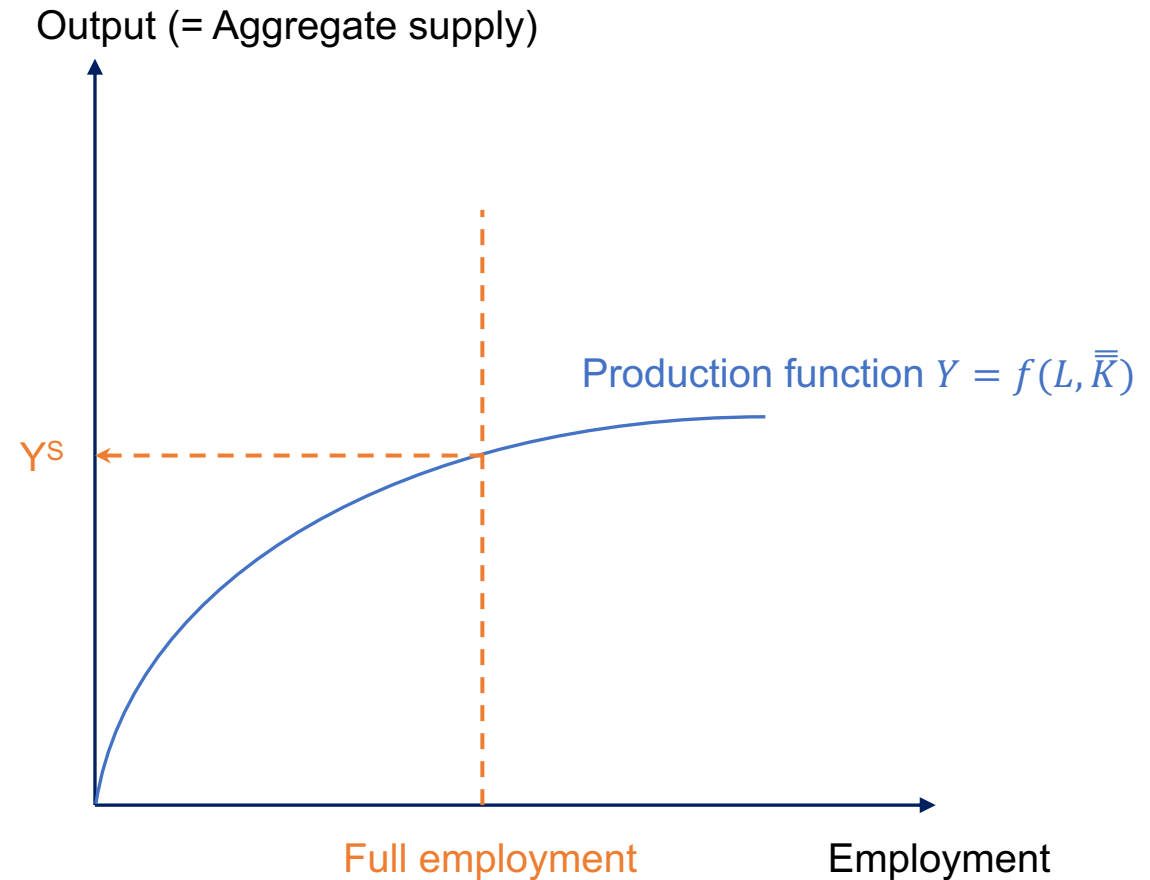 Output (= Aggregate supply)
Production function Y = f(L, K̿)
Yˢ
Full employment
Employment